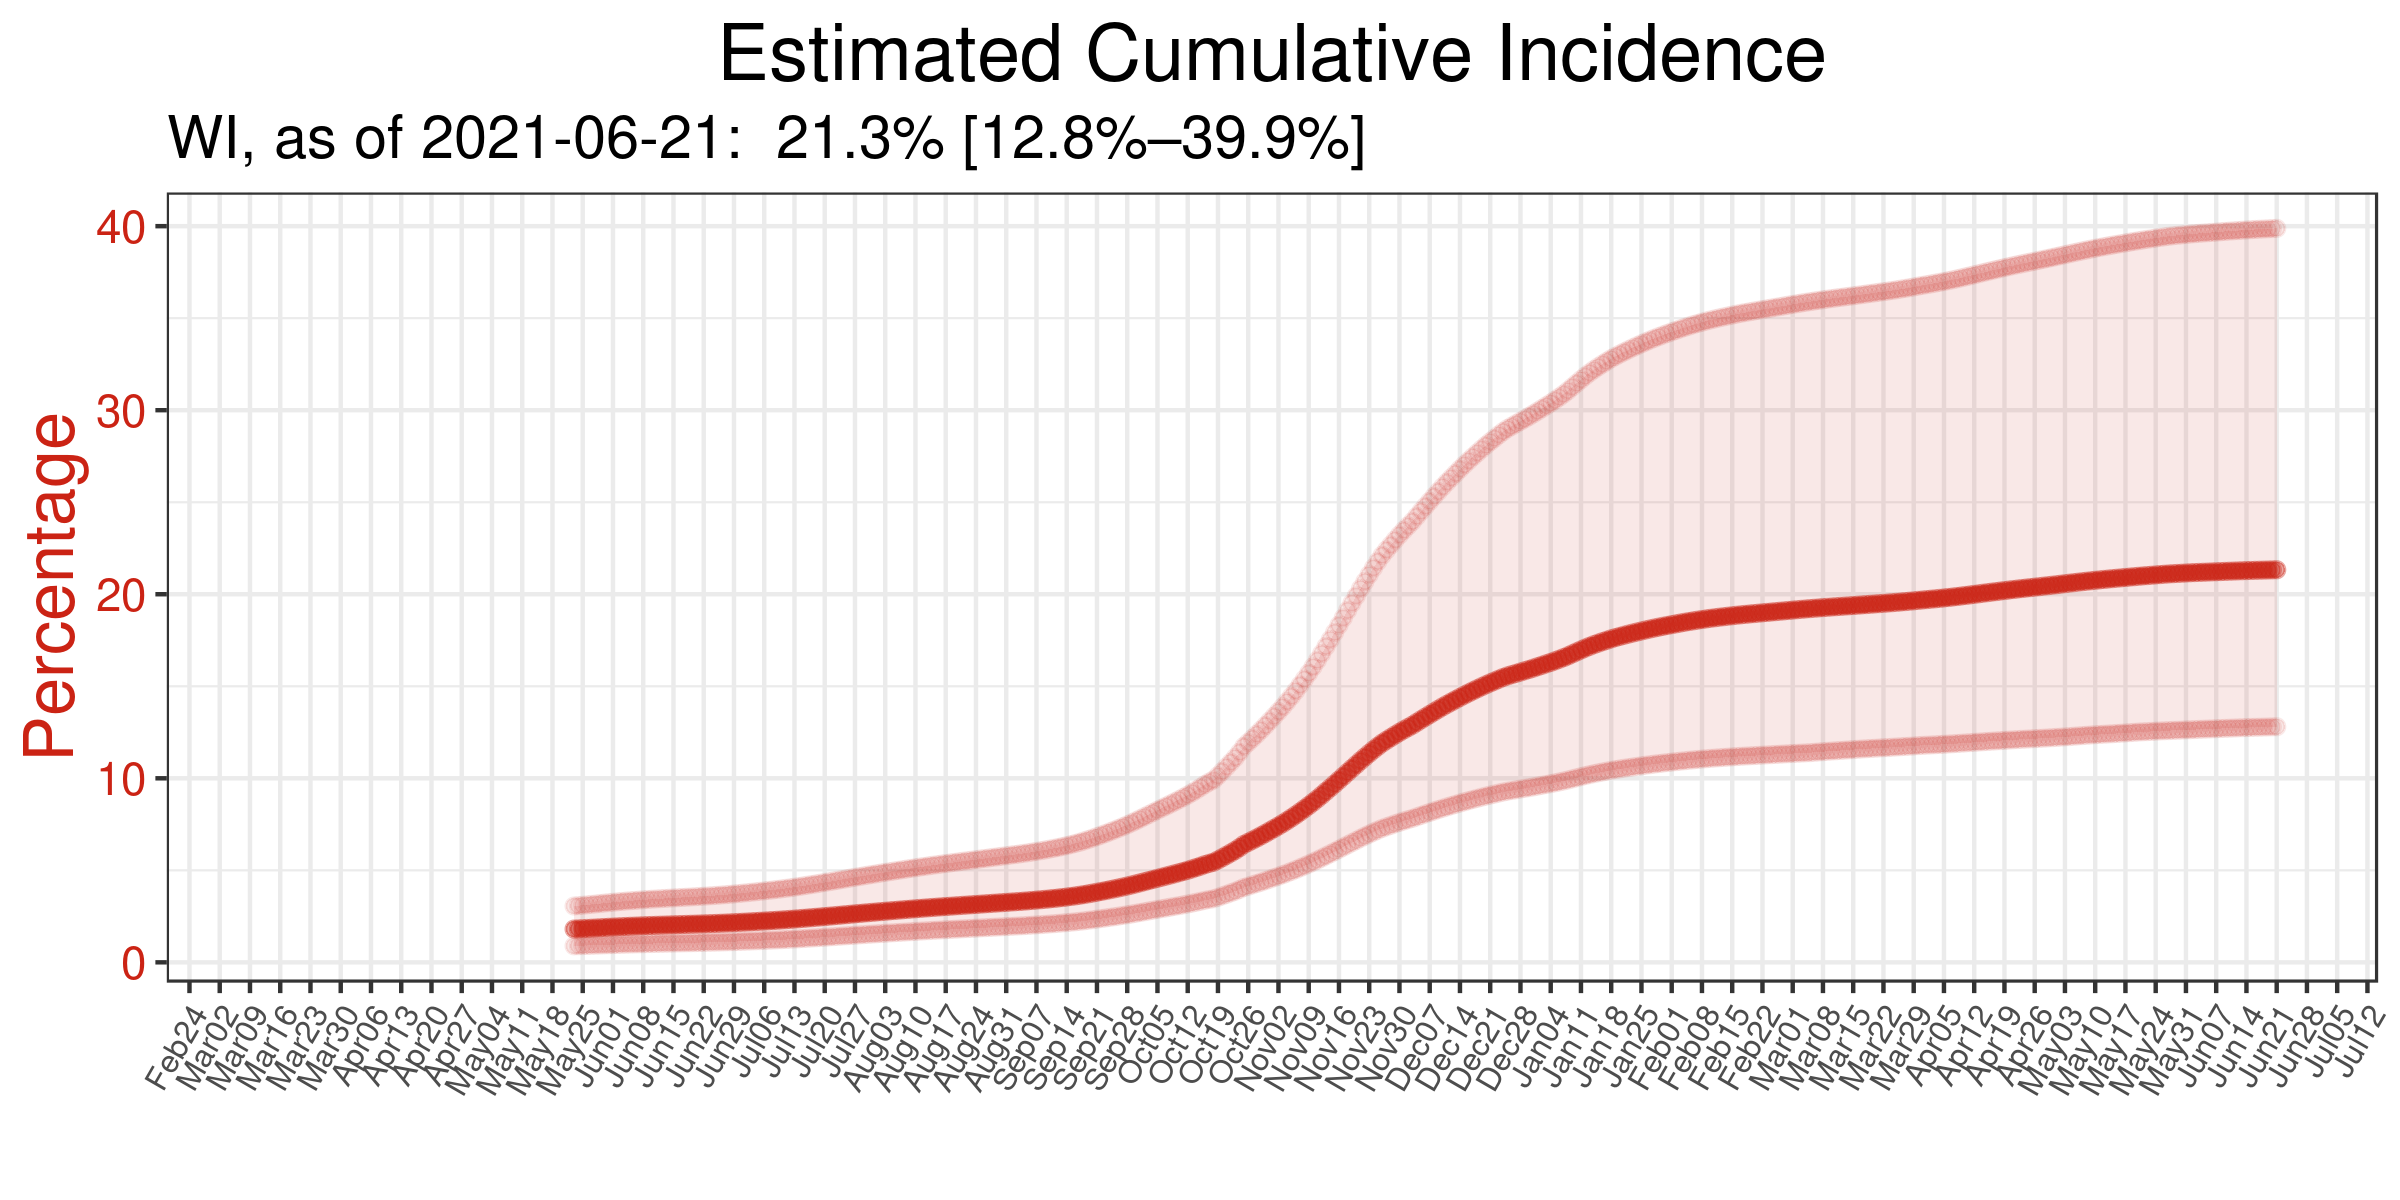 Estimated Cumulative Incidence
WI, as of 2021-06-21: 21.3% [12.8%–39.9%]
Percentage
40
30
20
10
0
Feb24
Mar02
Mar09
Mar16
Mar23
Mar30
Apr06
Apr13
Apr20
Apr27
May04
May11
May18
May25
Jun01
Jun08
Jun15
Jun22
Jun29
Jul06
Jul13
Jul20
Jul27
Aug03
Aug10
Aug17
Aug24
Aug31
Sep07
Sep14
Sep21
Sep28
Oct05
Oct12
Oct19
Oct26
Nov02
Nov09
Nov16
Nov23
Nov30
Dec07
Dec14
Dec21
Dec28
Jan04
Jan11
Jan18
Jan25
Feb01
Feb08
Feb15
Feb22
Mar01
Mar08
Mar15
Mar22
Mar29
Apr05
Apr12
Apr19
Apr26
May03
May10
May17
May24
May31
Jun07
Jun14
Jun21
Jun28
Jul05
Jul12